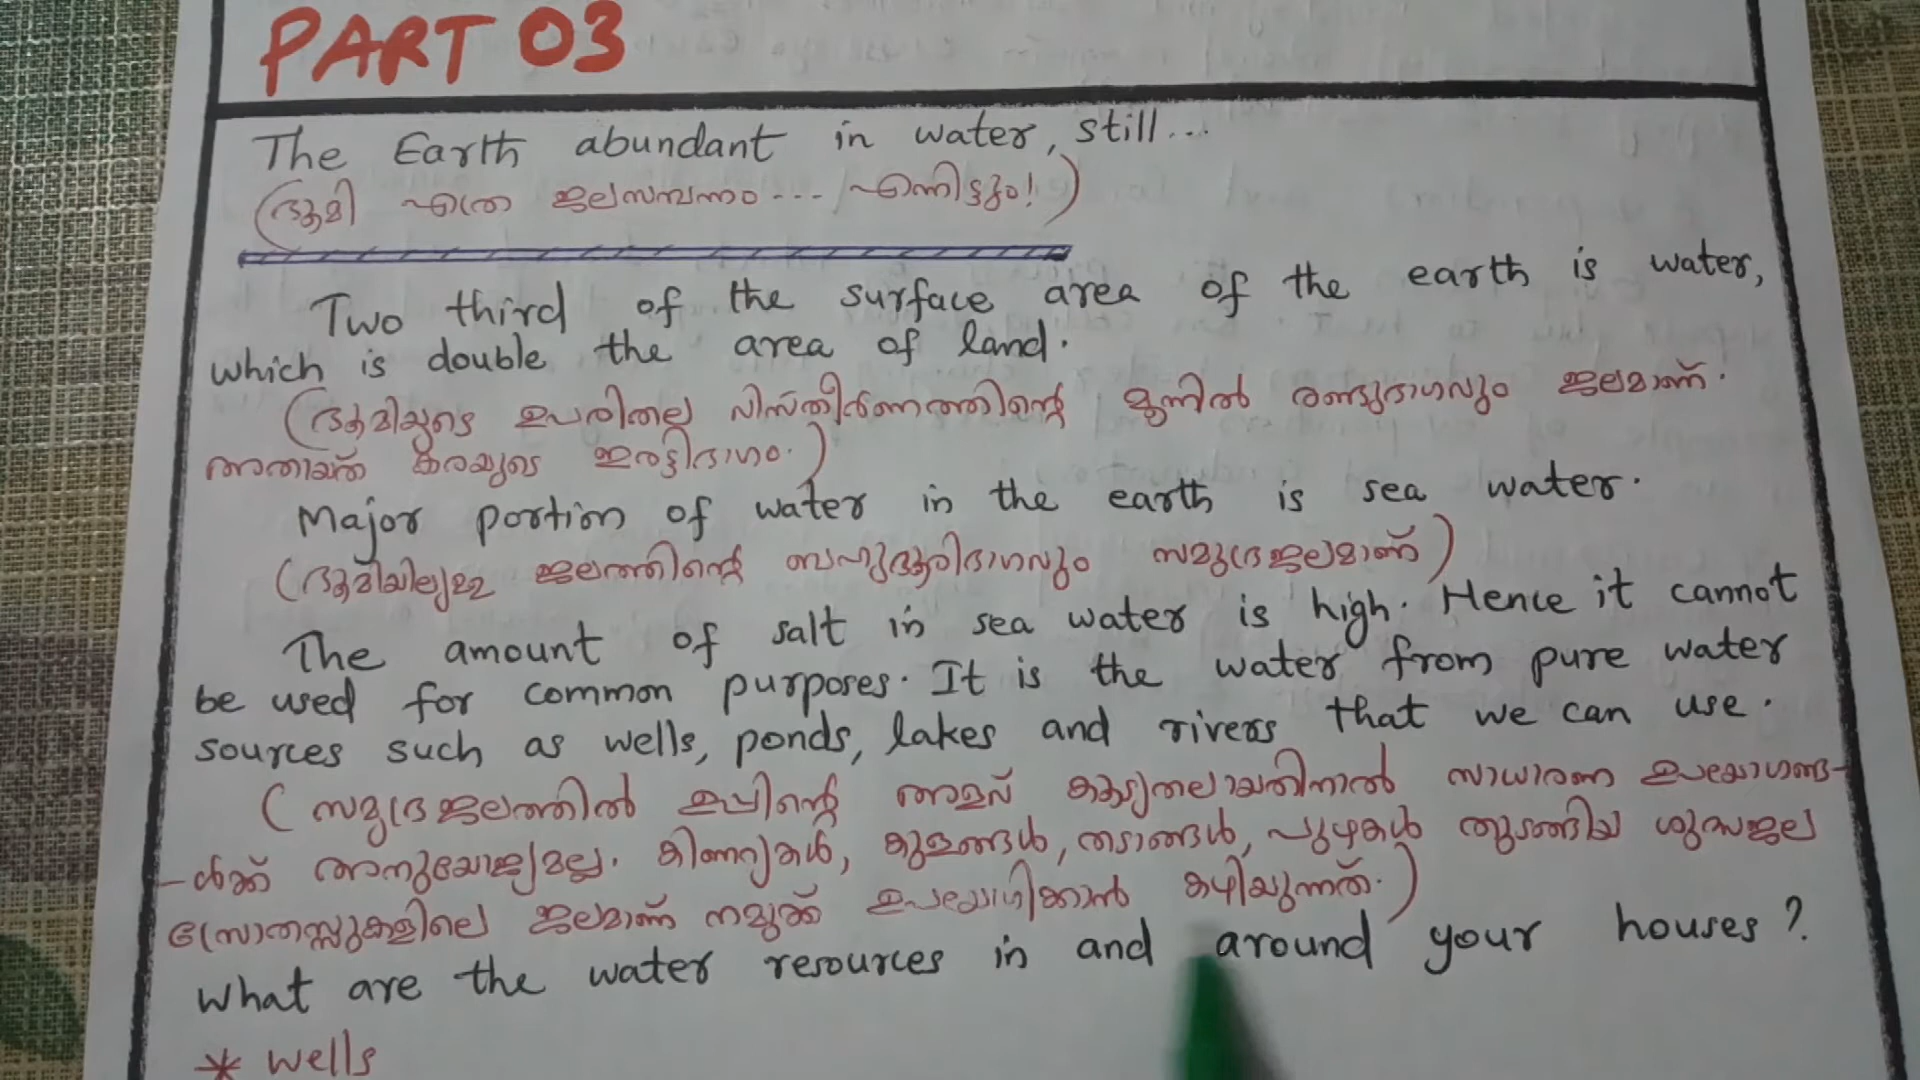 PART 03
The Earth abundant in water, still...
(ഭൂമി എത്ര ജലസമ്പന്നം... എന്നിട്ടും!)
Two third of the surface area of the earth is water,
which is double the area of land.
(ഭൂമിയുടെ ഉപരിതല വിസ്തീർണത്തിന്റെ മൂന്നിൽ രണ്ടുഭാഗവും ജലമാണ്.
അതായത് കരയുടെ ഇരട്ടിഭാഗം.)
Major portion of water in the earth is sea water.
(ഭൂമിയിലുള്ള ജലത്തിന്റെ ബഹുഭൂരിഭാഗവും സമുദ്രജലമാണ്)
The amount of salt in sea water is high. Hence it cannot
be used for common purposes. It is the water from pure water
sources such as wells, ponds, lakes and rivers that we can use.
(സമുദ്രജലത്തിൽ ഉപ്പിന്റെ അളവ് കൂടുതലായതിനാൽ സാധാരണ ഉപയോഗങ്ങ-
-ൾക്ക് അനുയോജ്യമല്ല. കിണറുകൾ, കുളങ്ങൾ, തടാങ്ങൾ, പുഴകൾ തുടങ്ങിയ ശുദ്ധജല
സ്രോതസ്സുകളിലെ ജലമാണ് നമുക്ക് ഉപയോഗിക്കാൻ കഴിയുന്നത്.)
What are the water resources in and around your houses?
* Wells